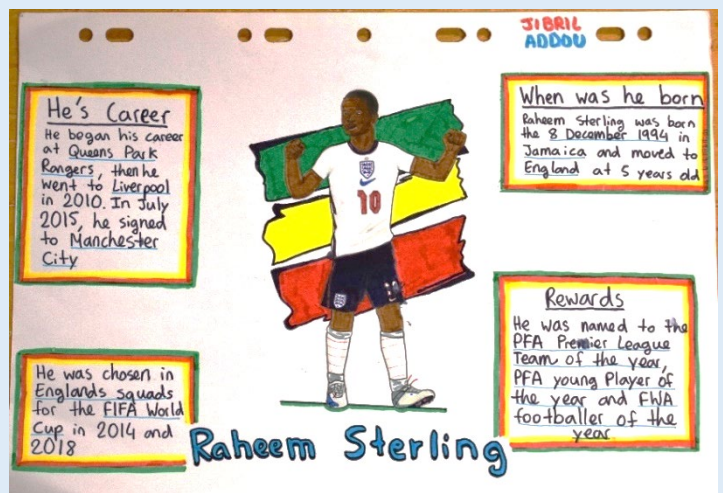 JIBRIL
ADDOU
He's Career
He began his career
at Queens Park
Rangers, then he
went to Liverpool
in 2010. In July
2015, he signed
to Manchester
City
When was he born
Raheem Sterling was born
the 8 December 1994 in
Jamaica and moved to
England at 5 years old
10
10
Rewards
He was named to the
PFA Premier League
Team of the year,
PFA young Player of
the year and FWA
footballer of the
year
He was chosen in
Englands squads
for the FIFA World
Cup in 2014 and
2018
Raheem Sterling